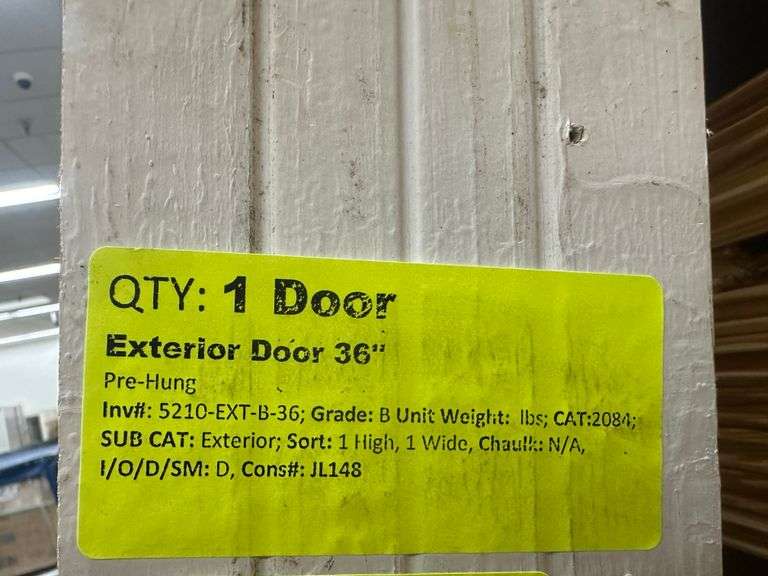 QTY: 1 Door
Exterior Door 36"
Pre-Hung
Inv#: 5210-EXT-B-36; Grade: B Unit Weight: lbs; CAT:2084;
SUB CAT: Exterior; Sort: 1 High, 1 Wide, Chaulk: N/A,
I/O/D/SM: D, Cons#: JL148